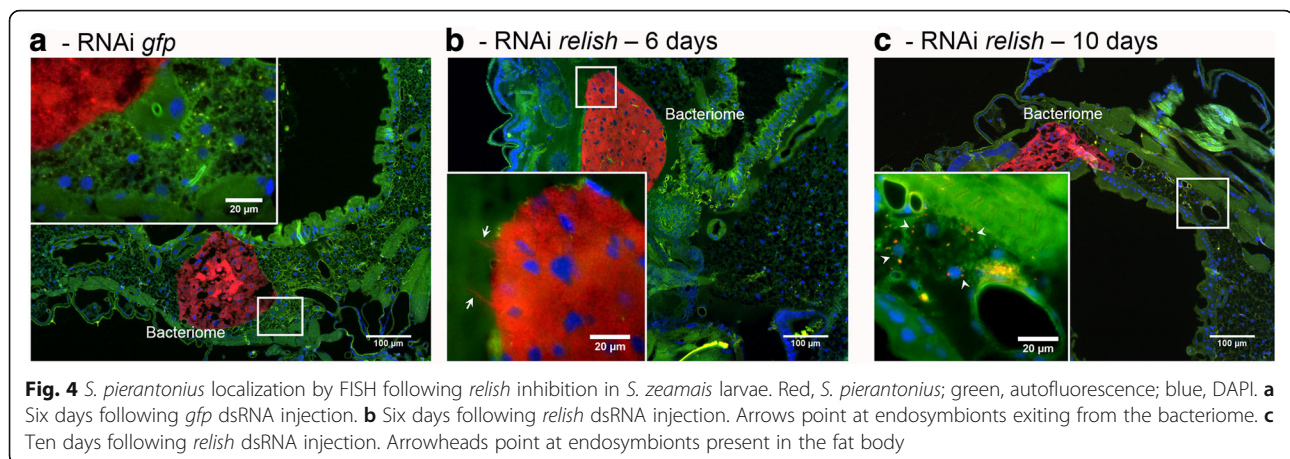 a - RNAi gfp
20 µm
Bacteriome
100 µm
b - RNAi relish – 6 days
Bacteriome
20 µm
100 µm
c - RNAi relish – 10 days
Bacteriome
20 µm
100 µm
Fig. 4 S. pierantonius localization by FISH following relish inhibition in S. zeamais larvae. Red, S. pierantonius; green, autofluorescence; blue, DAPI. a
Six days following gfp dsRNA injection. b Six days following relish dsRNA injection. Arrows point at endosymbionts exiting from the bacteriome. c
Ten days following relish dsRNA injection. Arrowheads point at endosymbionts present in the fat body